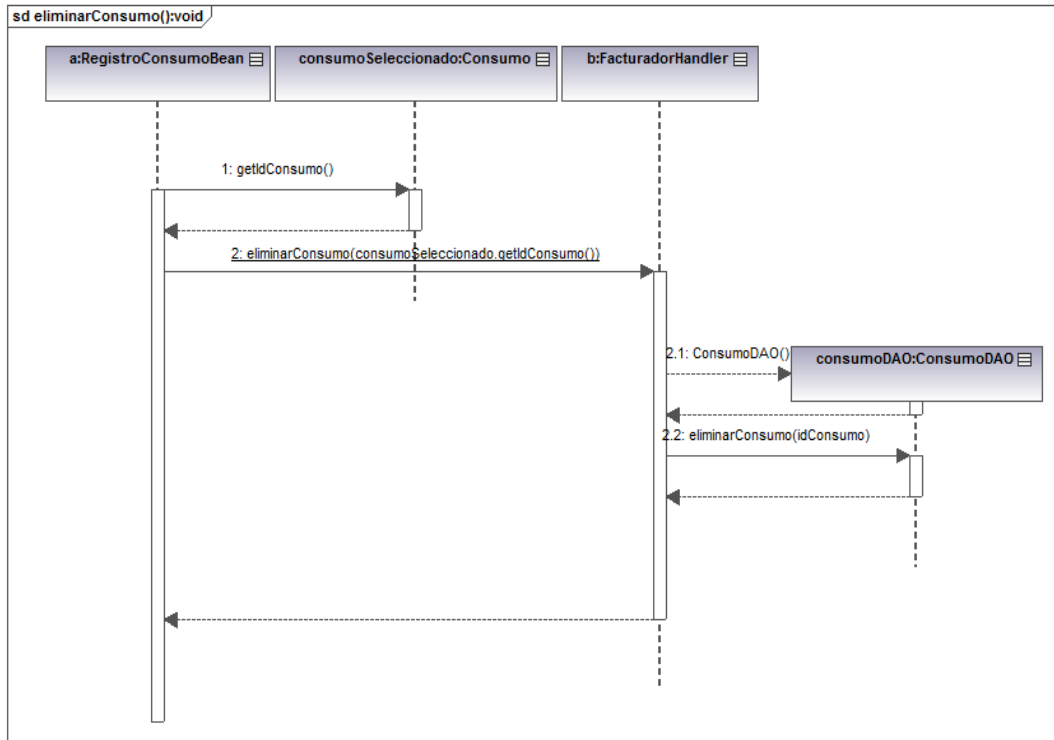 sd eliminarConsumo():void
a:RegistroConsumoBean
consumoSeleccionado:Consumo
b:FacturadorHandler
1: getIdConsumo()
2: eliminarConsumo(consumoSeleccionado.getIdConsumo())
2.1: ConsumoDAO()
consumoDAO:ConsumoDAO
2.2: eliminarConsumo(idConsumo)